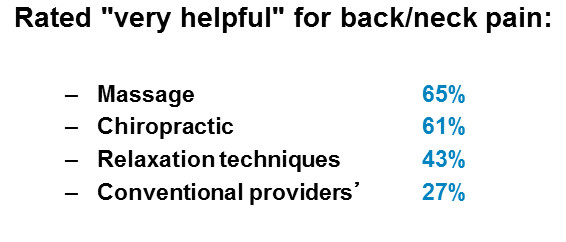 Rated "very helpful" for back/neck pain:
– Massage 65%
– Chiropractic 61%
– Relaxation techniques 43%
– Conventional providers’ 27%